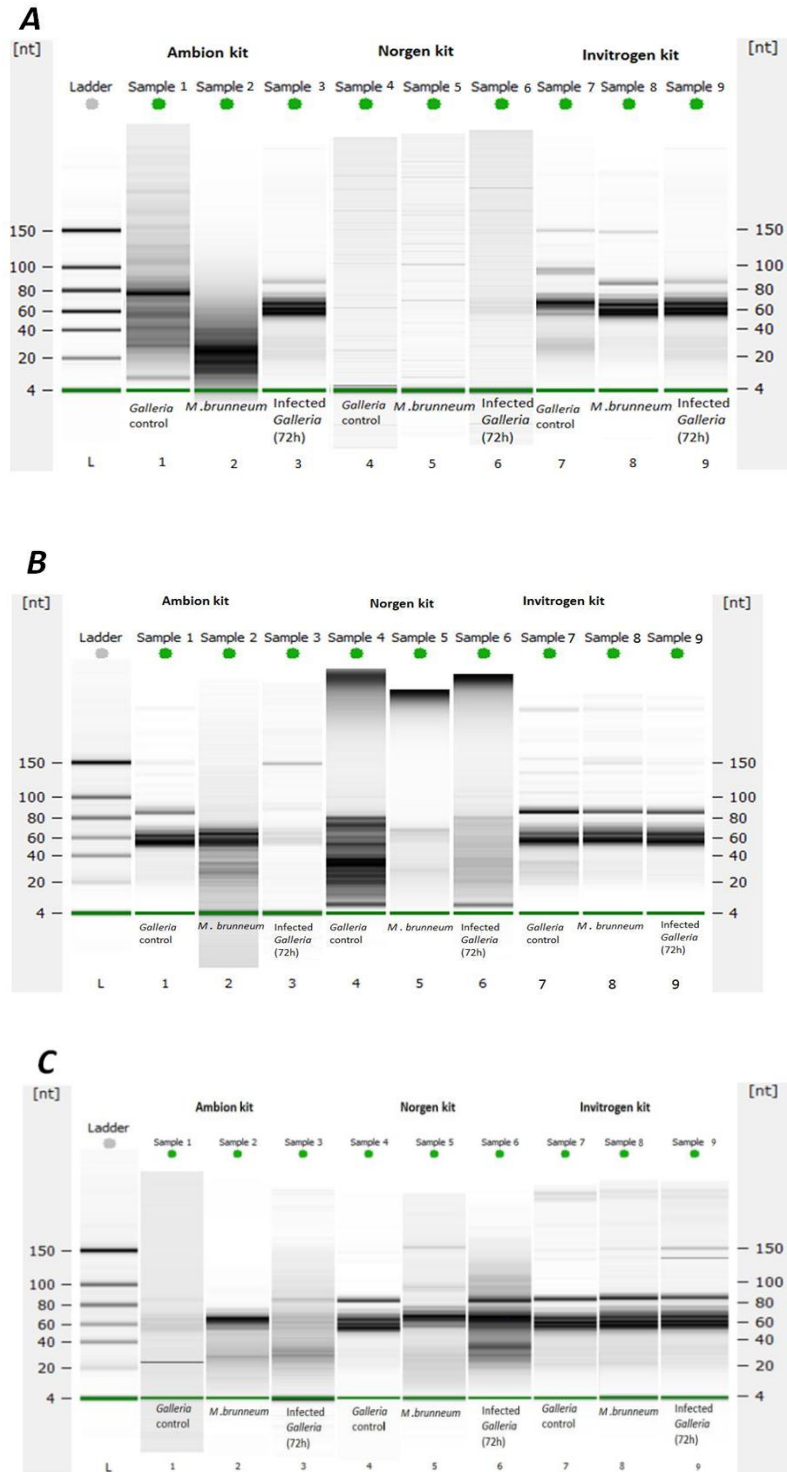 A
[nt]
Ambion kit Norgen kit Invitrogen kit
[nt]
Ladder Sample 1 Sample 2 Sample 3 Sample 4 Sample 5 Sample 6 Sample 7 Sample 8 Sample 9
150 150
100 100
80 80
60 60
40 40
20 20
4 4
Galleria control M.brunneum Infected Galleria (72h) Galleria control M.brunneum Infected Galleria (72h) Galleria control M.brunneum Infected Galleria (72h)
L 1 2 3 4 5 6 7 8 9
B
[nt]
Ambion kit Norgen kit Invitrogen kit
[nt]
Ladder Sample 1 Sample 2 Sample 3 Sample 4 Sample 5 Sample 6 Sample 7 Sample 8 Sample 9
150 150
100 100
80 80
60 60
40 40
20 20
4 4
Galleria control M. brunneum Infected Galleria (72h) Galleria control M. brunneum Infected Galleria (72h) Galleria control M. brunneum Infected Galleria (72h)
L 1 2 3 4 5 6 7 8 9
C
[nt]
Ambion kit Norgen kit Invitrogen kit
[nt]
Ladder Sample 1 Sample 2 Sample 3 Sample 4 Sample 5 Sample 6 Sample 7 Sample 8 Sample 9
150 150
100 100
80 80
60 60
40 40
20 20
4 4
Galleria control M.brunneum Infected Galleria (72h) Galleria control M.brunneum Infected Galleria (72h) Galleria control M.brunneum Infected Galleria (72h)
L 1 2 3 4 5 6 7 8 9